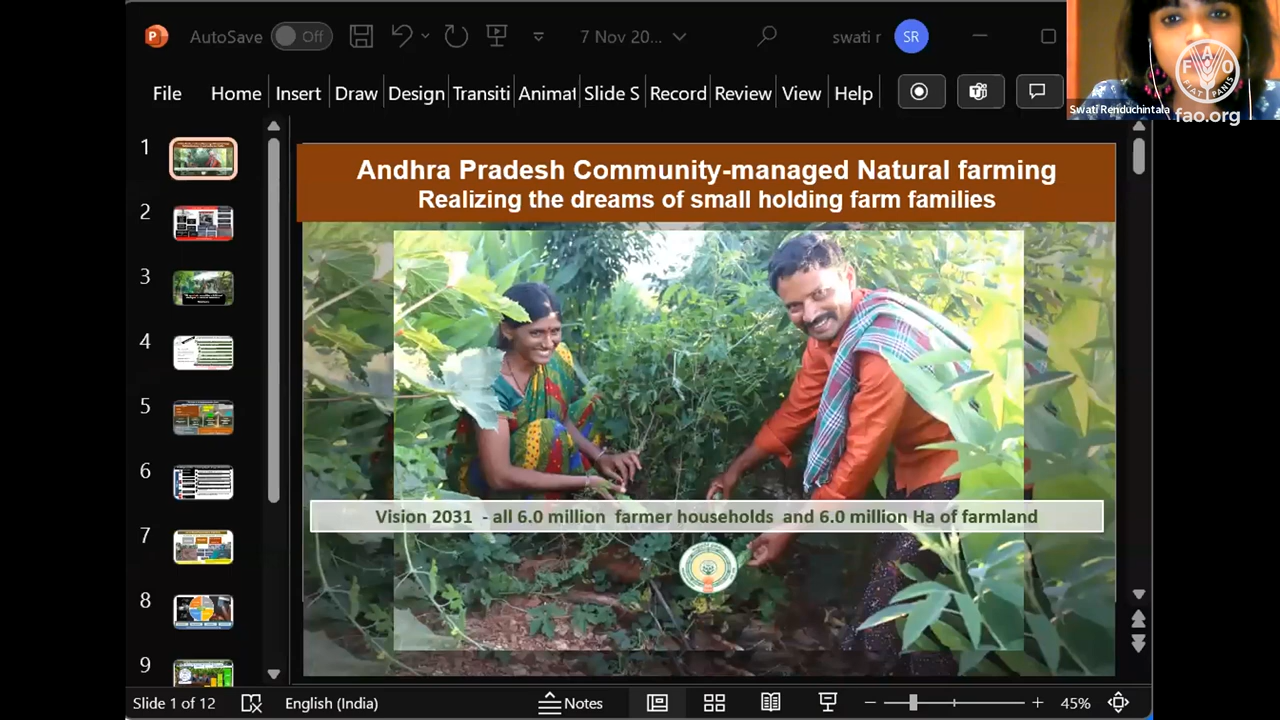 AutoSave
Off
7 Nov 20...
swati r
SR
File
Home
Insert
Draw
Design
Transiti
Animat
Slide S
Record
Review
View
Help
Swati Renduchintala
F A O
FIAT PANIS
fao.org
1
2
3
4
5
6
7
8
9
Andhra Pradesh Community-managed Natural farming
Realizing the dreams of small holding farm families
Vision 2031 - all 6.0 million farmer households and 6.0 million Ha of farmland
Slide 1 of 12
English (India)
Notes
45%